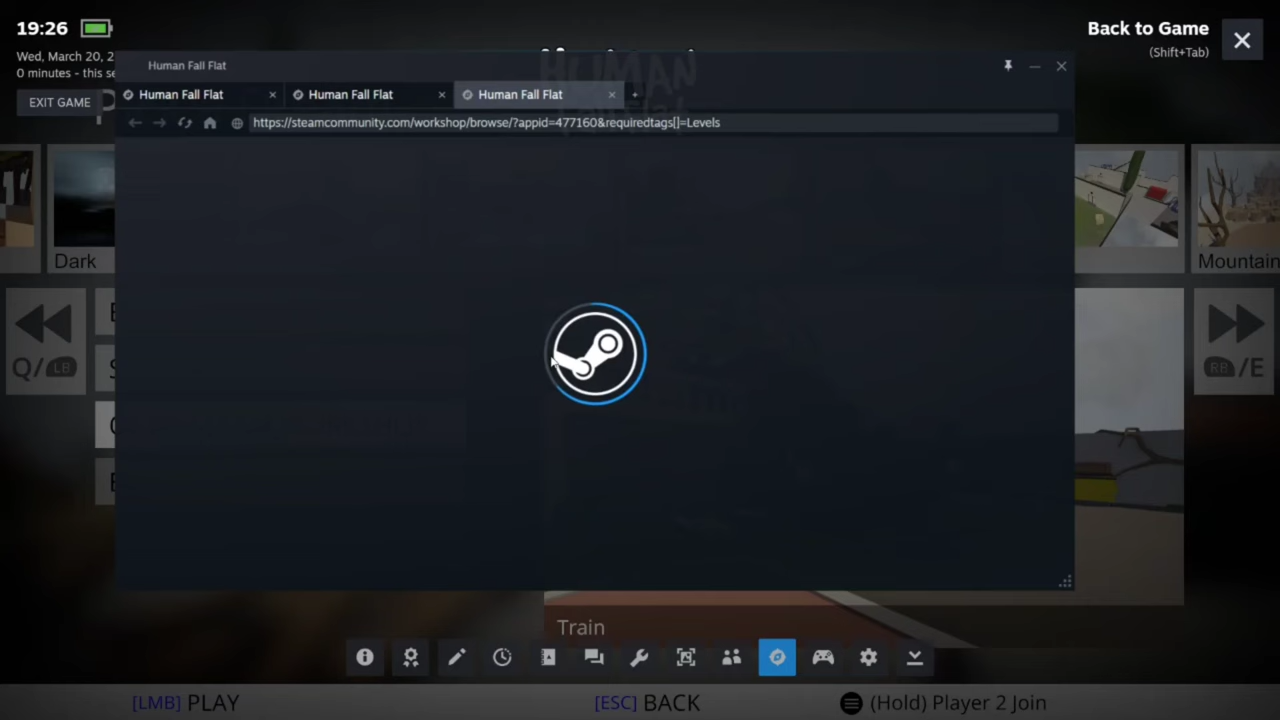 19:26
Back to Game
(Shift+Tab)
Wed, March 20, 2
0 minutes - this se
EXIT GAME
Human Fall Flat
Human Fall Flat
Human Fall Flat
Human Fall Flat
https://steamcommunity.com/workshop/browse/?appid=477160&requiredtags[]=Levels
HUMAN
Dark
Mountain
Q/LB
RB/E
Train
[LMB] PLAY
[ESC] BACK
(Hold) Player 2 Join